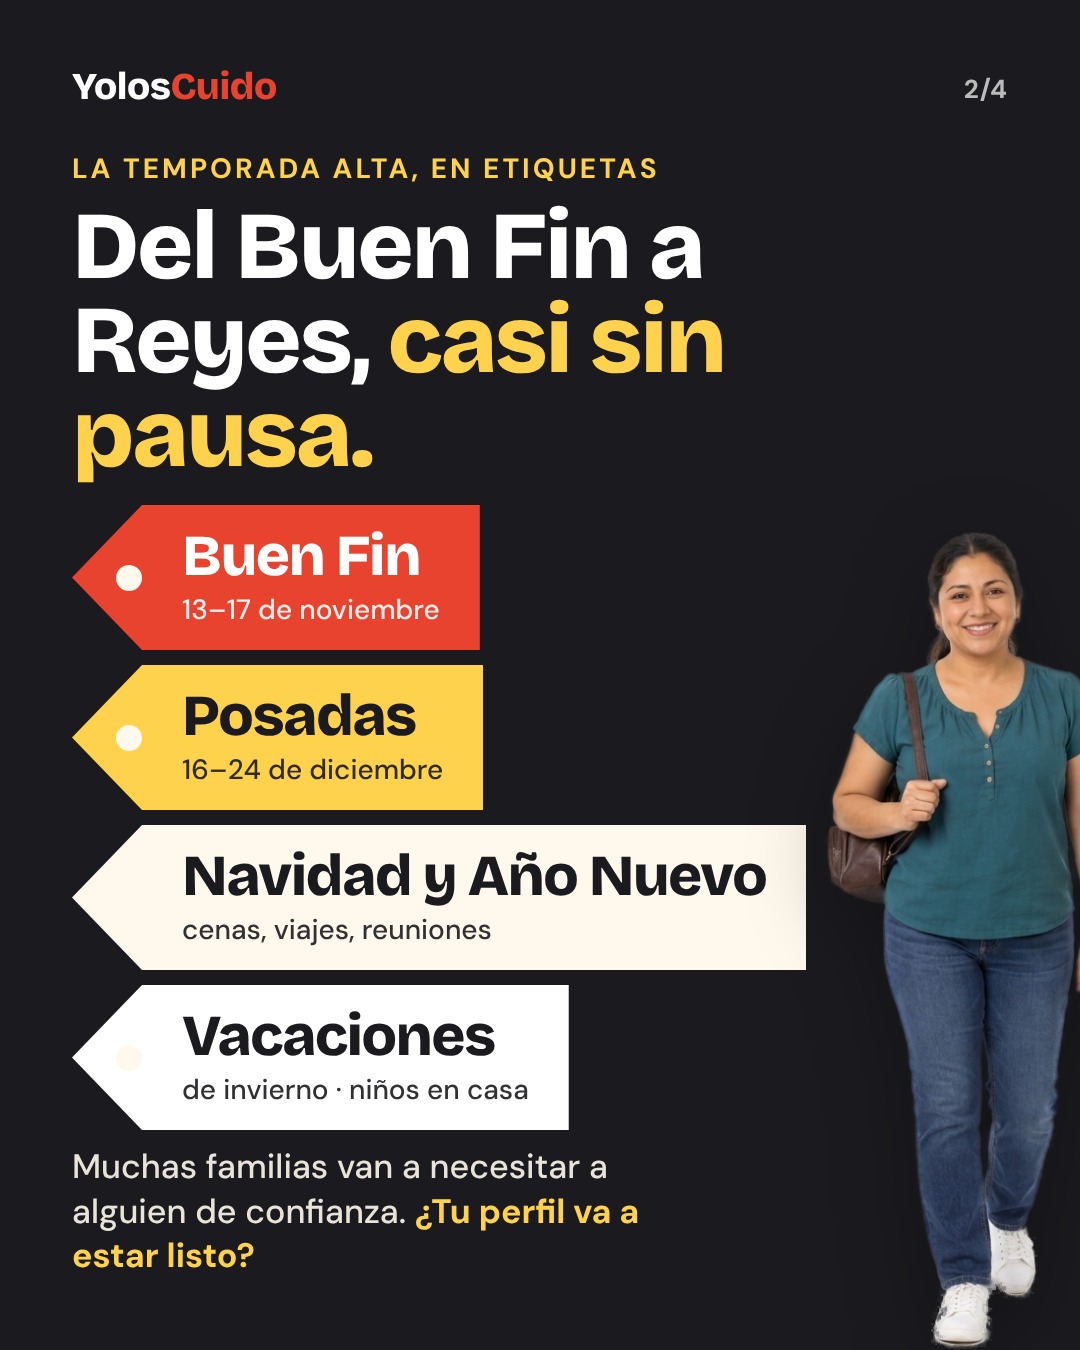 YolosCuido
2/4
LA TEMPORADA ALTA, EN ETIQUETAS
Del Buen Fin a
Reyes, casi sin
pausa.
Buen Fin
13–17 de noviembre
Posadas
16–24 de diciembre
Navidad y Año Nuevo
cenas, viajes, reuniones
Vacaciones
de invierno · niños en casa
Muchas familias van a necesitar a
alguien de confianza. ¿Tu perfil va a
estar listo?